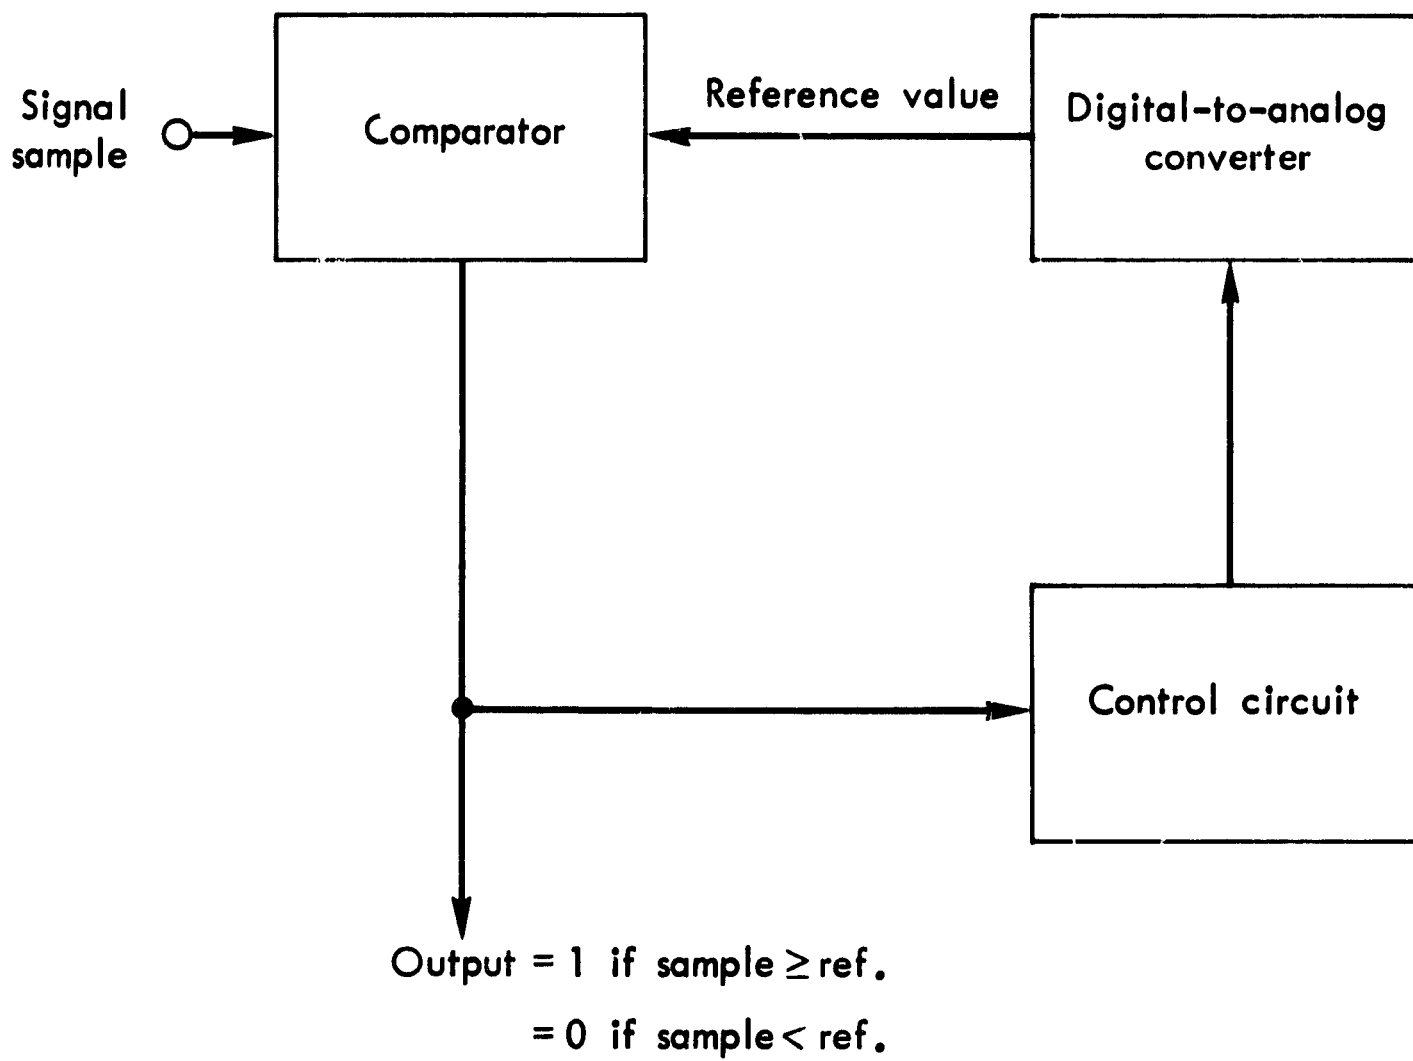 Signal
sample
Comparator
Reference value
Digital-to-analog
converter
Control circuit
Output = 1 if sample ≥ ref.
= 0 if sample < ref.